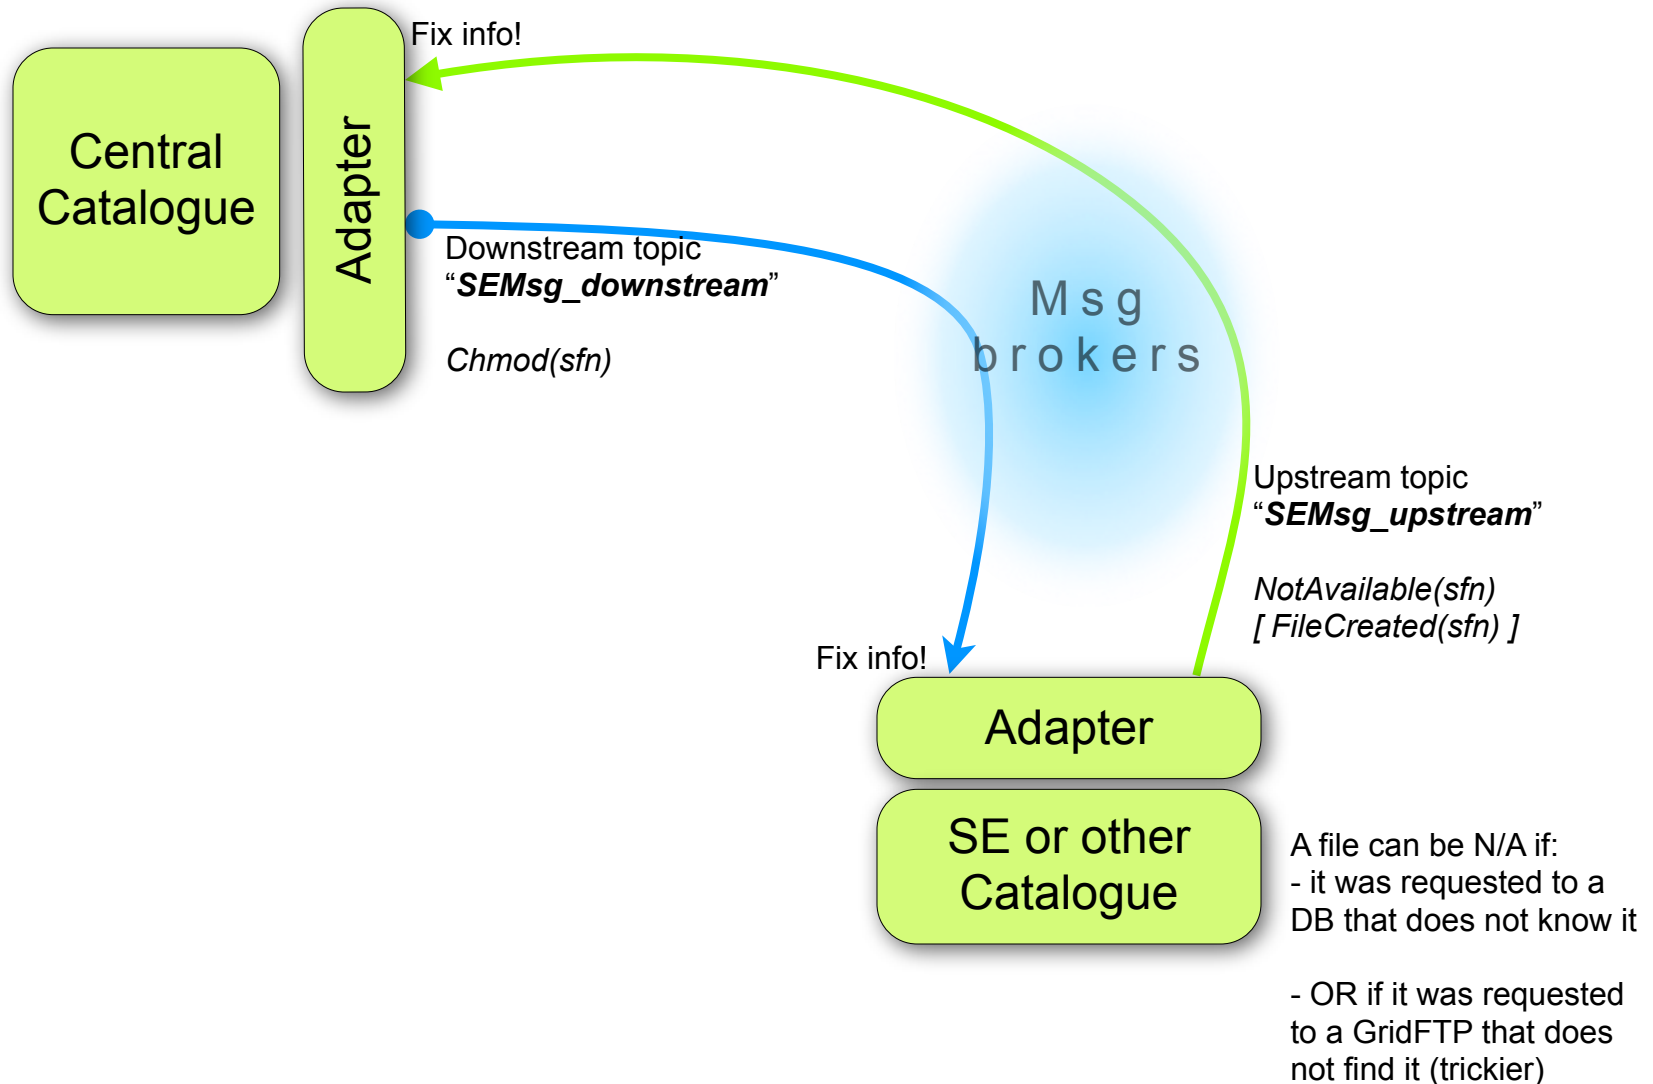 Fix info!
Central
Catalogue
Adapter
Downstream topic
“SEMsg_downstream”
Chmod(sfn)
Msg
brokers
Upstream topic
“SEMsg_upstream”
NotAvailable(sfn)
[ FileCreated(sfn) ]
Fix info!
Adapter
SE or other
Catalogue
A file can be N/A if:
- it was requested to a
DB that does not know it
- OR if it was requested
to a GridFTP that does
not find it (trickier)